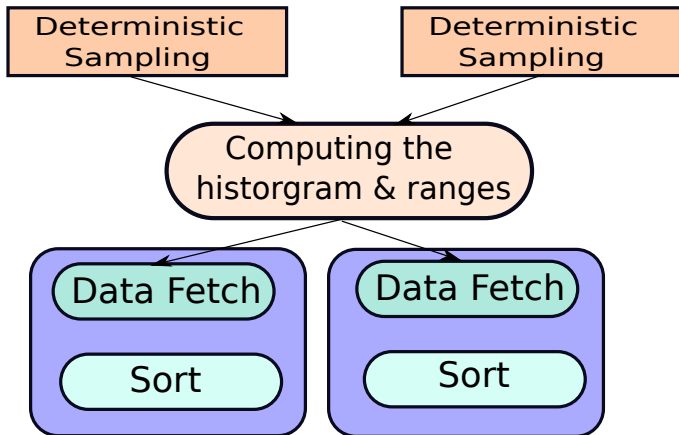 Deterministic
Sampling
Deterministic
Sampling
Computing the
historgram & ranges
Data Fetch
Sort
Data Fetch
Sort